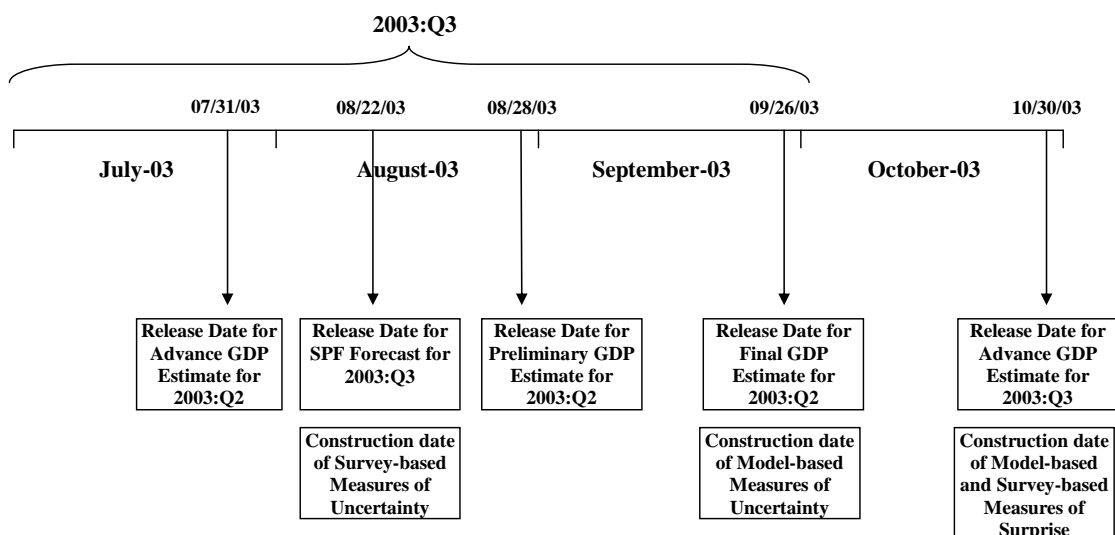 2003:Q3
07/31/03
08/22/03
08/28/03
09/26/03
10/30/03
July-03
August-03
September-03
October-03
Release Date for
Advance GDP
Estimate for
2003:Q2
Release Date for
SPF Forecast for
2003:Q3
Release Date for
Preliminary GDP
Estimate for
2003:Q2
Release Date for
Final GDP
Estimate for
2003:Q2
Release Date for
Advance GDP
Estimate for
2003:Q3
Construction date
of Survey-based
Measures of
Uncertainty
Construction date
of Model-based
Measures of
Uncertainty
Construction date
of Model-based
and Survey-based
Measures of
Surprise